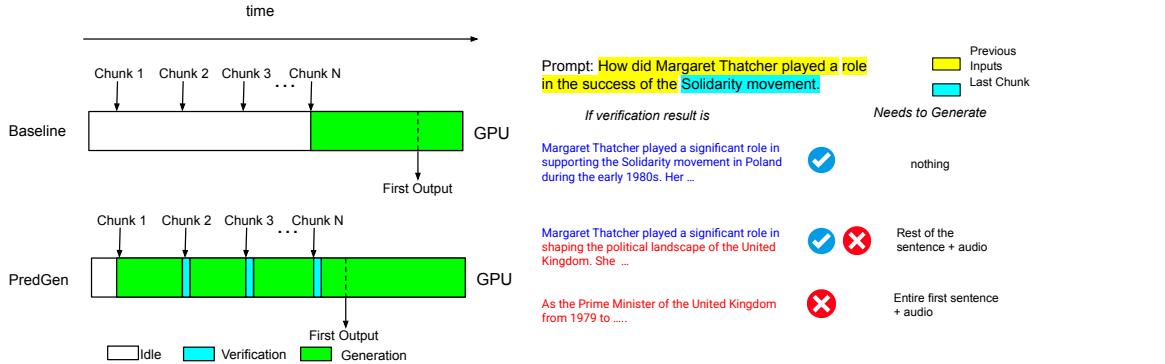 time
Chunk 1
Chunk 2
Chunk 3
...
Chunk N
Baseline
GPU
First Output
Chunk 1
Chunk 2
Chunk 3
...
Chunk N
PredGen
GPU
First Output
Idle
Verification
Generation
Prompt: How did Margaret Thatcher played a role
in the success of the Solidarity movement.
Previous
Inputs
Last Chunk
If verification result is
Needs to Generate
Margaret Thatcher played a significant role in
supporting the Solidarity movement in Poland
during the early 1980s. Her ...
nothing
Margaret Thatcher played a significant role in
shaping the political landscape of the United
Kingdom. She ...
Rest of the
sentence + audio
As the Prime Minister of the United Kingdom
from 1979 to .....
Entire first sentence
+ audio